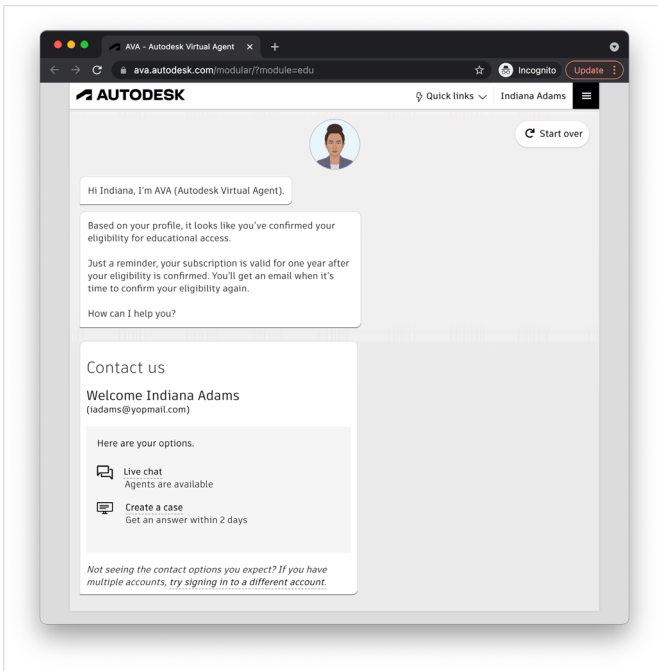 AVA - Autodesk Virtual Agent
ava.autodesk.com/modular/?module=edu
Incognito
Update
AUTODESK
Quick links
Indiana Adams
Start over
Hi Indiana, I'm AVA (Autodesk Virtual Agent).
Based on your profile, it looks like you've confirmed your
eligibility for educational access.
Just a reminder, your subscription is valid for one year after
your eligibility is confirmed. You'll get an email when it's
time to confirm your eligibility again.
How can I help you?
Contact us
Welcome Indiana Adams
(iadams@yopmail.com)
Here are your options.
Live chat
Agents are available
Create a case
Get an answer within 2 days
Not seeing the contact options you expect? If you have
multiple accounts, try signing in to a different account.